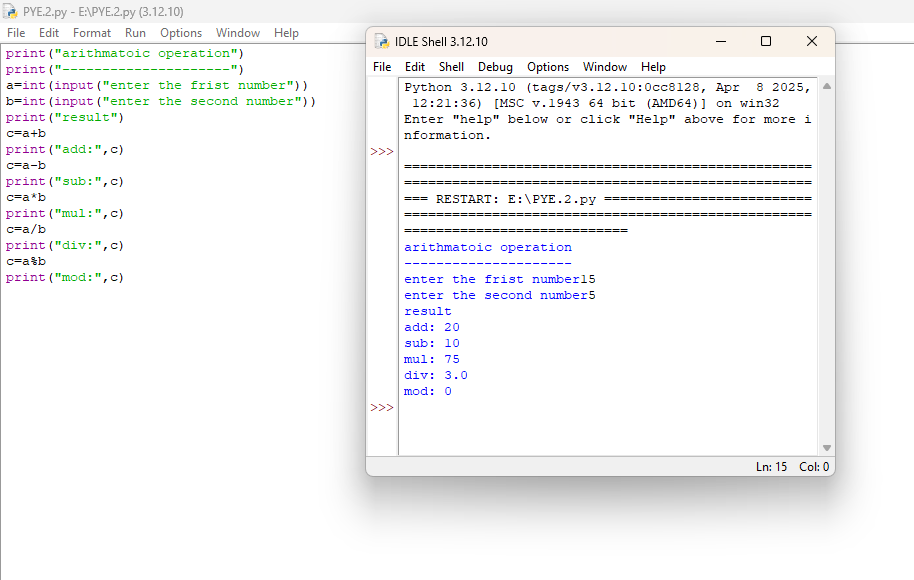 PYE.2.py - E:\PYE.2.py (3.12.10)
File Edit Format Run Options Window Help
print("arithmatoic operation")
print("---------------------")
a=int(input("enter the frist number"))
b=int(input("enter the second number"))
print("result")
c=a+b
print("add:",c)
c=a-b
print("sub:",c)
c=a*b
print("mul:",c)
c=a/b
print("div:",c)
c=a%b
print("mod:",c)
IDLE Shell 3.12.10
File Edit Shell Debug Options Window Help
Python 3.12.10 (tags/v3.12.10:0cc8128, Apr  8 2025,
 12:21:36) [MSC v.1943 64 bit (AMD64)] on win32
Enter "help" below or click "Help" above for more i
nformation.
>>>
===================================================
===================================================
=== RESTART: E:\PYE.2.py ==========================
===================================================
============================
arithmatoic operation
---------------------
enter the frist number15
enter the second number5
result
add: 20
sub: 10
mul: 75
div: 3.0
mod: 0
>>>
Ln: 15 Col: 0